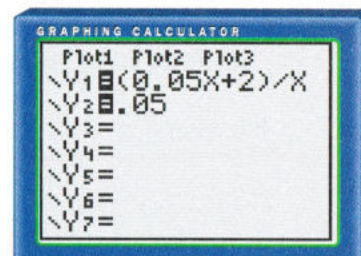 GRAPHING CALCULATOR
Plot1 Plot2 Plot3
\Y1=(0.05X+2)/X
\Y2=.05
\Y3=
\Y4=
\Y5=
\Y6=
\Y7=